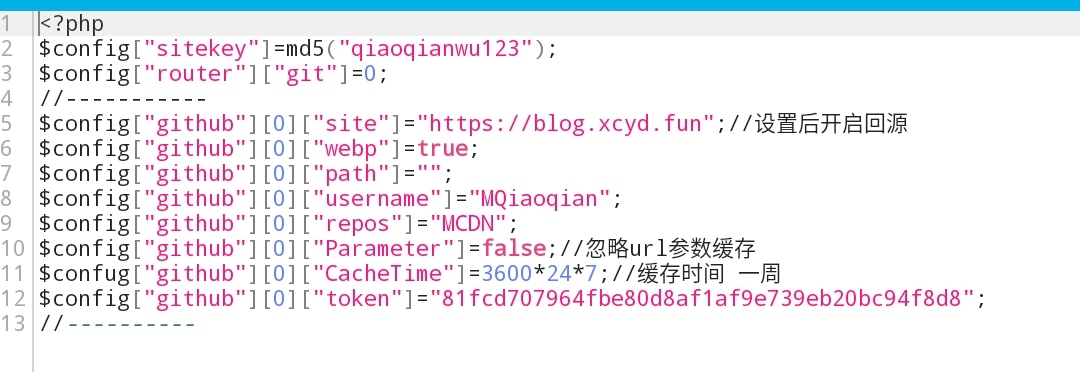 1 <?php
2 $config["sitekey"]=md5("qiaoqianwu123");
3 $config["router"]["git"]=0;
4 //-----------
5 $config["github"][0]["site"]="https://blog.xcyd.fun";//设置后开启回源
6 $config["github"][0]["webp"]=true;
7 $config["github"][0]["path"]="";
8 $config["github"][0]["username"]="MQiaoqian";
9 $config["github"][0]["repos"]="MCDN";
10 $config["github"][0]["Parameter"]=false;//忽略url参数缓存
11 $confug["github"][0]["CacheTime"]=3600*24*7;//缓存时间 一周
12 $config["github"][0]["token"]="81fcd707964fbe80d8af1af9e739eb20bc94f8d8";
13 //----------